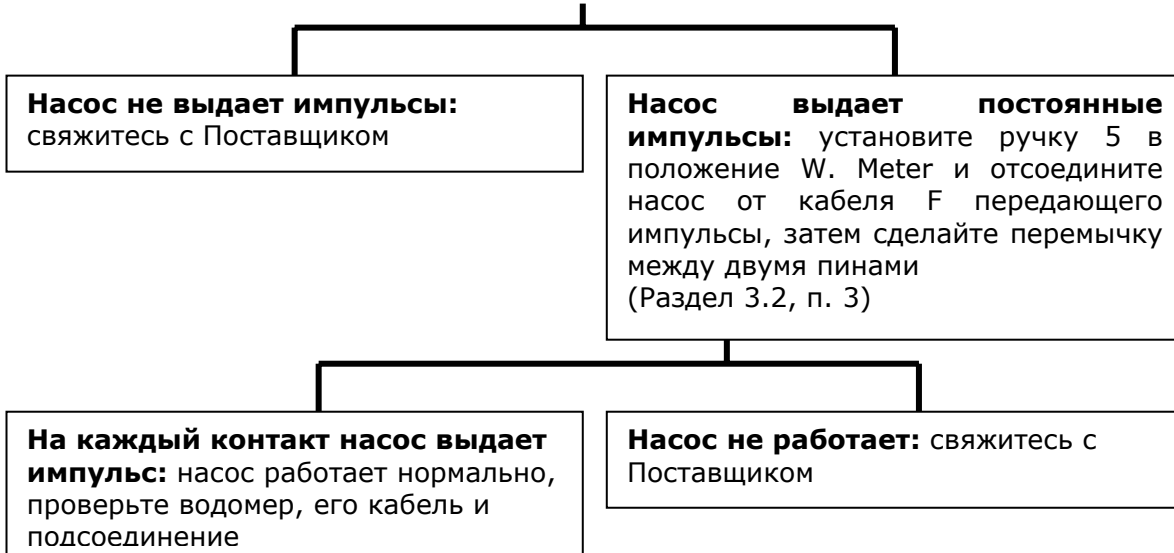 Насос не выдает импульсы:
свяжитесь с Поставщиком
Насос выдает постоянные
импульсы: установите ручку 5 в
положение W. Meter и отсоедините
насос от кабеля F передающего
импульсы, затем сделайте перемычку
между двумя пинами
(Раздел 3.2, п. 3)
На каждый контакт насос выдает
импульс: насос работает нормально,
проверьте водомер, его кабель и
подсоединение
Насос не работает: свяжитесь с
Поставщиком